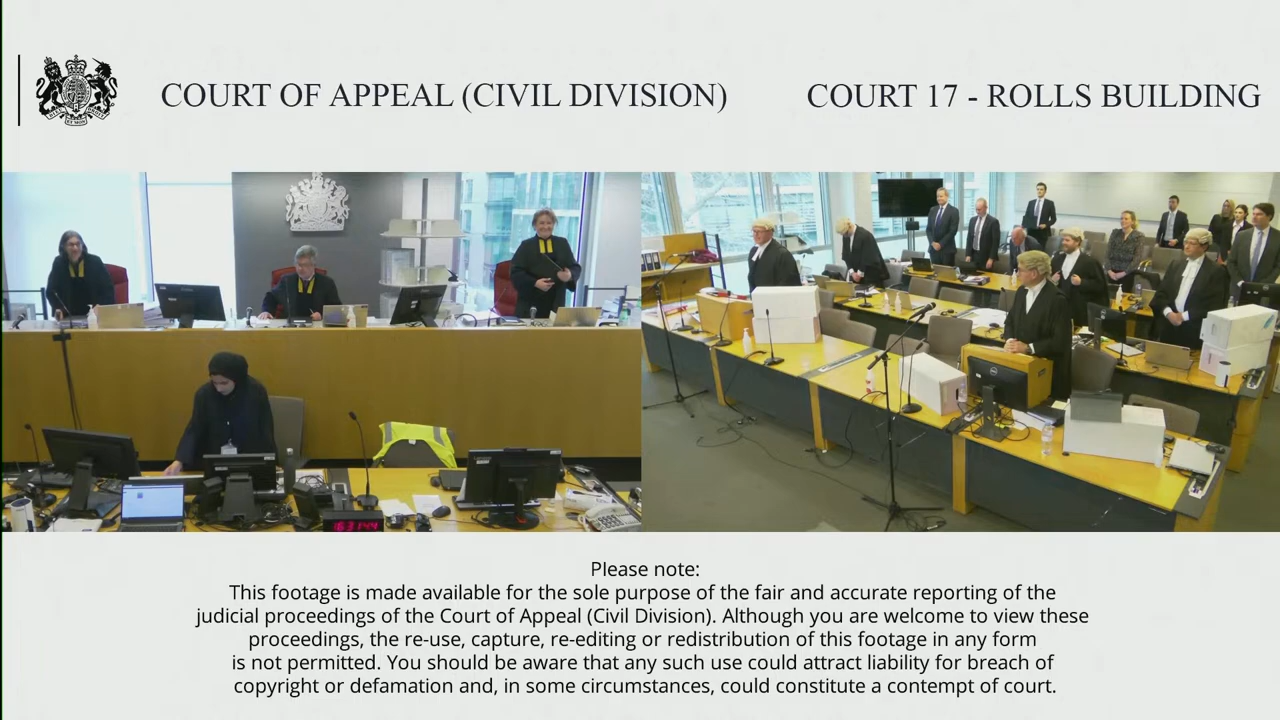 COURT OF APPEAL (CIVIL DIVISION)
COURT 17 - ROLLS BUILDING
Please note:
This footage is made available for the sole purpose of the fair and accurate reporting of the
judicial proceedings of the Court of Appeal (Civil Division). Although you are welcome to view these
proceedings, the re-use, capture, re-editing or redistribution of this footage in any form
is not permitted. You should be aware that any such use could attract liability for breach of
copyright or defamation and, in some circumstances, could constitute a contempt of court.